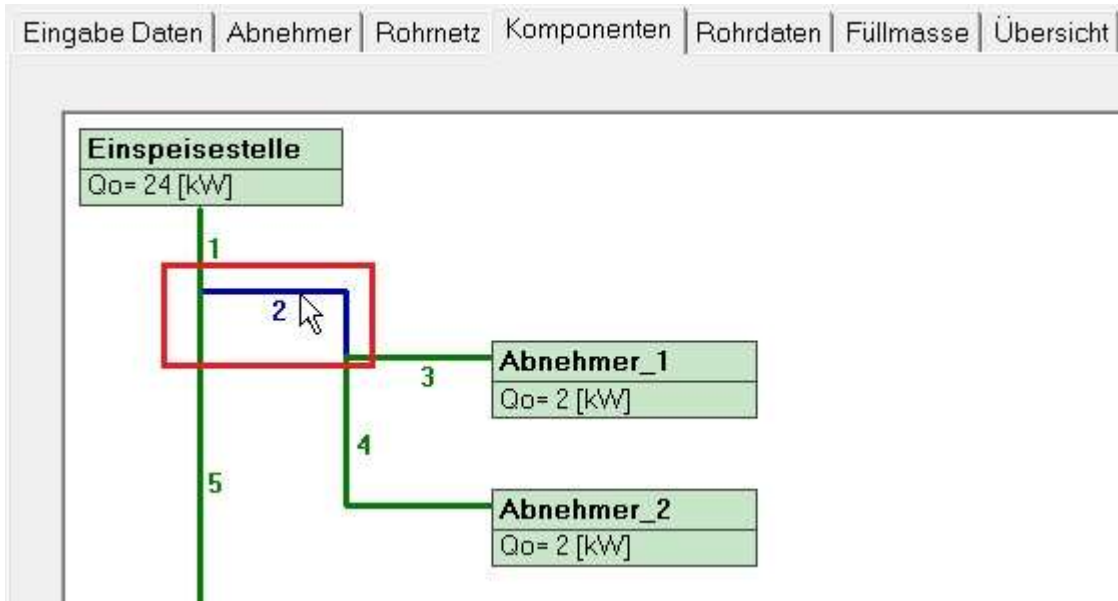 Eingabe Daten Abnehmer Rohrnetz Komponenten Rohrdaten Füllmasse Übersicht
Einspeisestelle
Qo= 24 [kW]
1
2
Abnehmer_1
Qo= 2 [kW]
3
4
5
Abnehmer_2
Qo= 2 [kW]